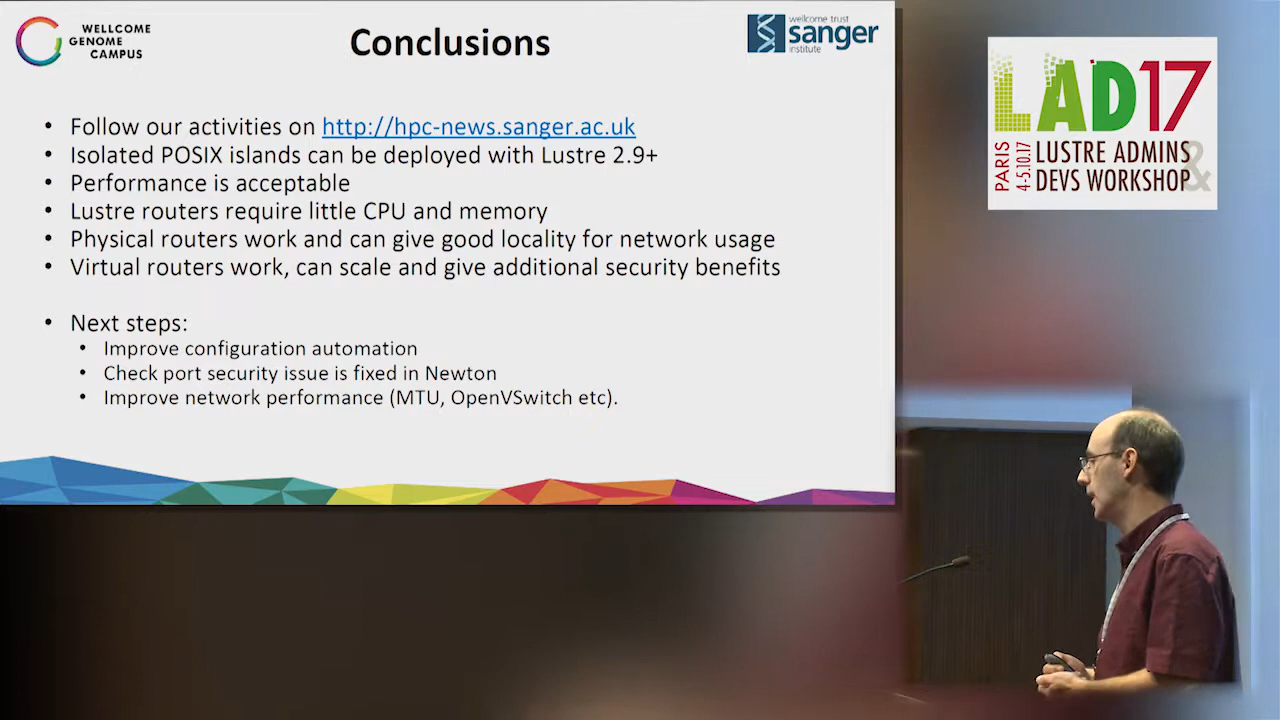 WELLCOME
GENOME
CAMPUS
Conclusions
wellcome trust
sanger
institute
• Follow our activities on http://hpc-news.sanger.ac.uk
• Isolated POSIX islands can be deployed with Lustre 2.9+
• Performance is acceptable
• Lustre routers require little CPU and memory
• Physical routers work and can give good locality for network usage
• Virtual routers work, can scale and give additional security benefits
• Next steps:
• Improve configuration automation
• Check port security issue is fixed in Newton
• Improve network performance (MTU, OpenVSwitch etc).
LAD17
PARIS
4-5.10.17
LUSTRE ADMINS
& DEVS WORKSHOP